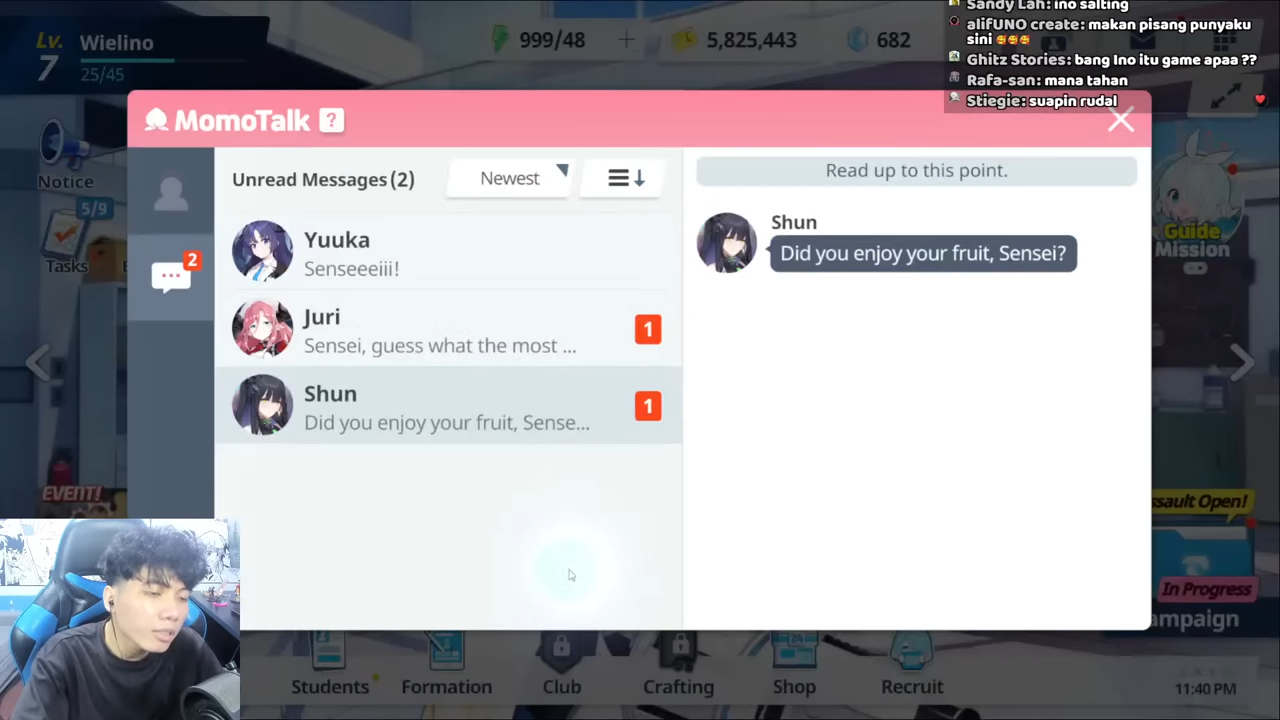 Lv.
7
Wielino
25/45
999/48
5,825,443
682
Sandy Lah: ino salting
alifUNO create: makan pisang punyaku
sini
Ghitz Stories: bang Ino itu game apaa ??
Rafa-san: mana tahan
Stiegie: suapin rudal
MomoTalk ?
Notice
5/9
Tasks
EVENT!
2
Unread Messages (2)
Newest
Yuuka
Senseeeiii!
Juri
Sensei, guess what the most ...
1
Shun
Did you enjoy your fruit, Sense...
1
Read up to this point.
Shun
Did you enjoy your fruit, Sensei?
Guide
Mission
ssault Open!
In Progress
ampaign
Students
Formation
Club
Crafting
Shop
Recruit
11:40 PM